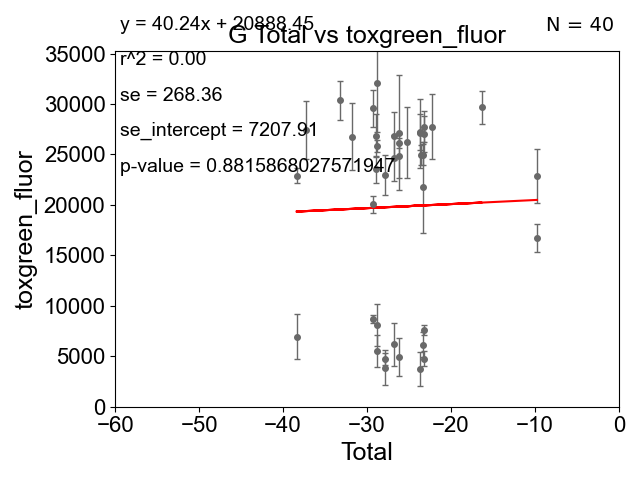 y = 40.24x + 20888.45
N = 40
G Total vs toxgreen_fluor
r^2 = 0.00
se = 268.36
se_intercept = 7207.91
p-value = 0.8815868027571947
toxgreen_fluor
35000
30000
25000
20000
15000
10000
5000
0
−60
−50
−40
−30
−20
−10
0
Total